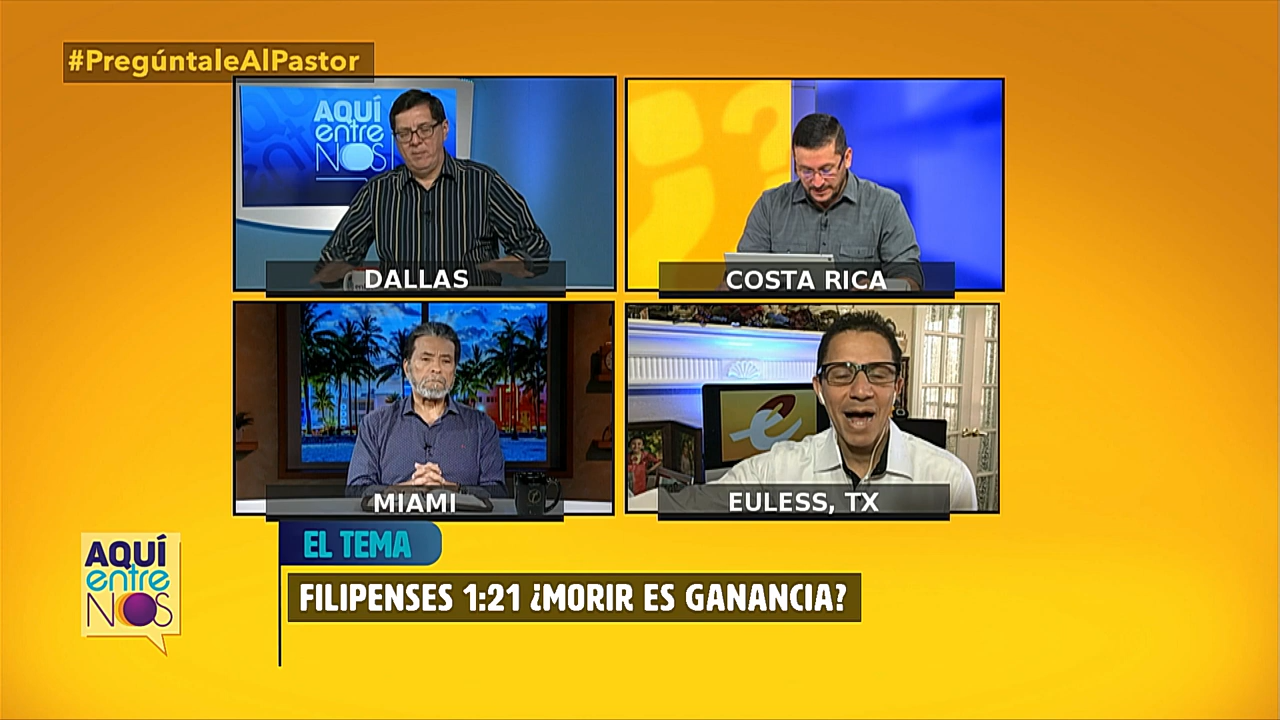 #PregúntaleAlPastor
AQUÍ
entre
NOS
DALLAS
COSTA RICA
MIAMI
EULESS, TX
AQUÍ
entre
NOS
EL TEMA
FILIPENSES 1:21 ¿MORIR ES GANANCIA?